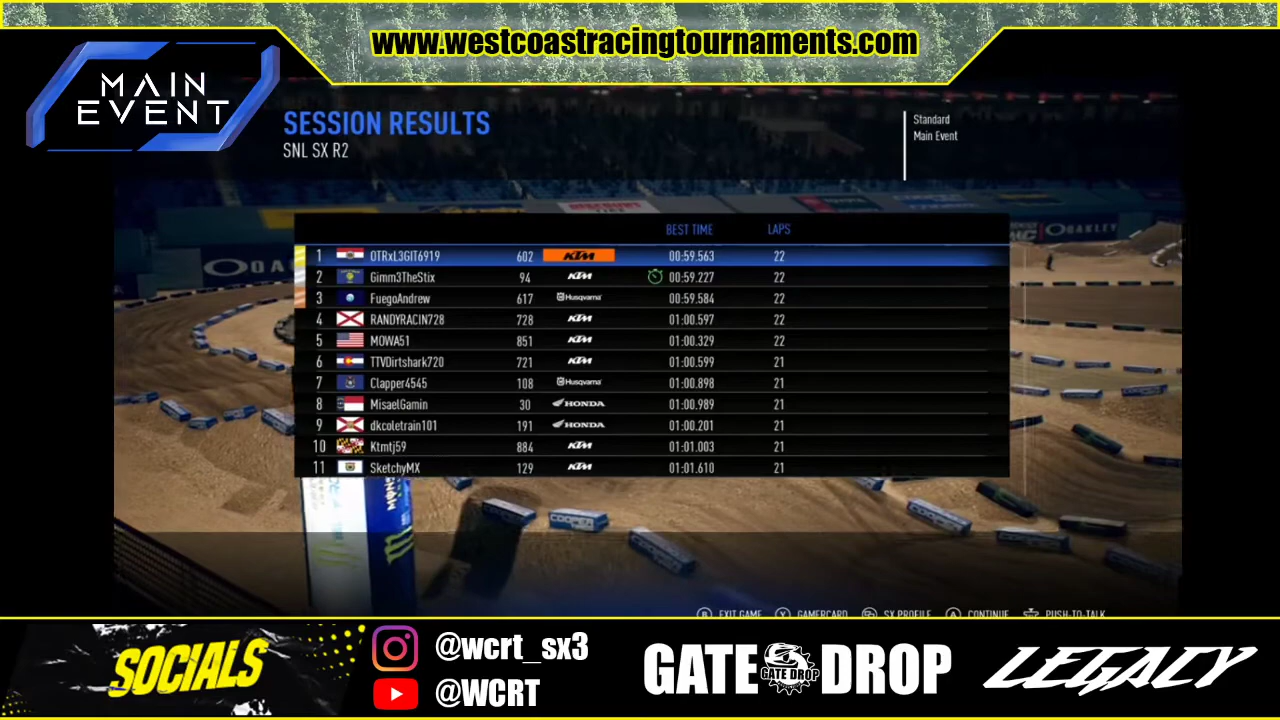 www.westcoastracingtournaments.com
MAIN
EVENT
SESSION RESULTS
SNL SX R2
Standard
Main Event
BEST TIME LAPS
1 OTRxL3GIT6919 602 KTM 00:59.563 22
2 Gimm3TheStix 94 KTM 00:59.227 22
3 FuegoAndrew 617 Husqvarna 00:59.584 22
4 RANDYRACIN728 728 KTM 01:00.597 22
5 MOWA51 851 KTM 01:00.329 22
6 TTVDirtshark720 721 KTM 01:00.599 21
7 Clapper4545 108 Husqvarna 01:00.898 21
8 MisaelGamin 30 HONDA 01:00.989 21
9 dkcoletrain101 191 HONDA 01:00.201 21
10 Ktmtj59 884 KTM 01:01.003 21
11 SketchyMX 129 KTM 01:01.610 21
OAKLEY
COOPER
B EXIT GAME Y GAMERCARD SX PROFILE A CONTINUE PUSH-TO-TALK
SOCIALS
@wcrt_sx3
@WCRT
GATE DROP
GATE DROP
LEGACY